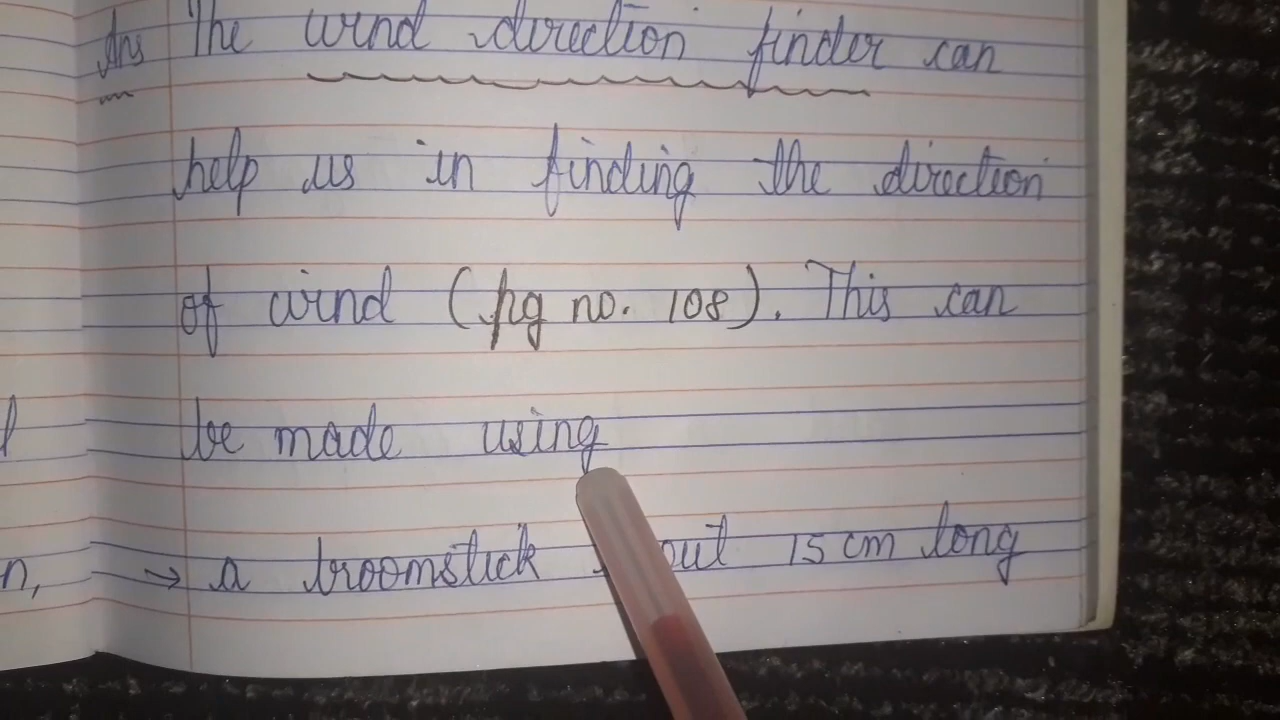 Ans The wind direction finder can
help us in finding the direction
of wind (pg no. 108). This can
be made using
→ a broomstick 15 cm long
n,